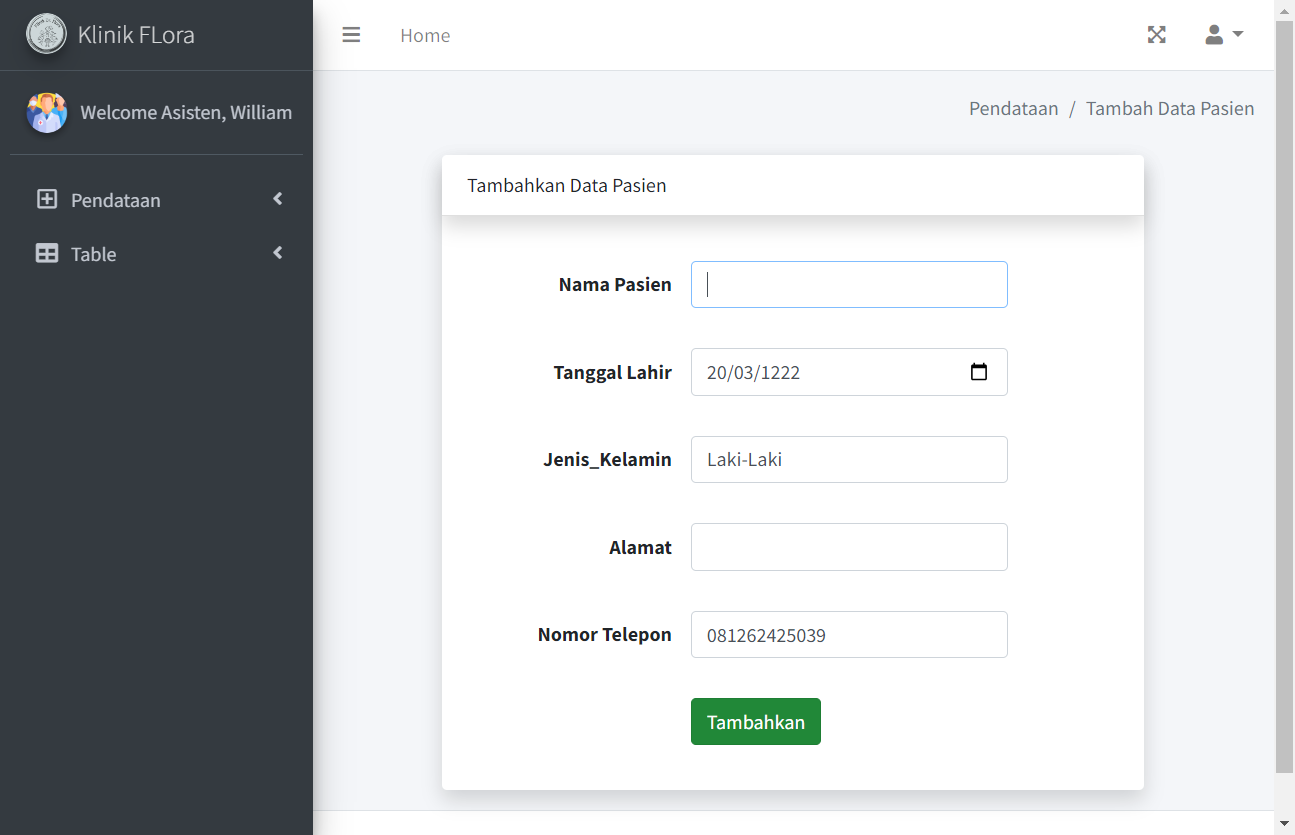 Klinik FLora
Home
Welcome Asisten, William
Pendataan / Tambah Data Pasien
Pendataan
Table
Tambahkan Data Pasien
Nama Pasien
Tanggal Lahir 20/03/1222
Jenis_Kelamin Laki-Laki
Alamat
Nomor Telepon 081262425039
Tambahkan